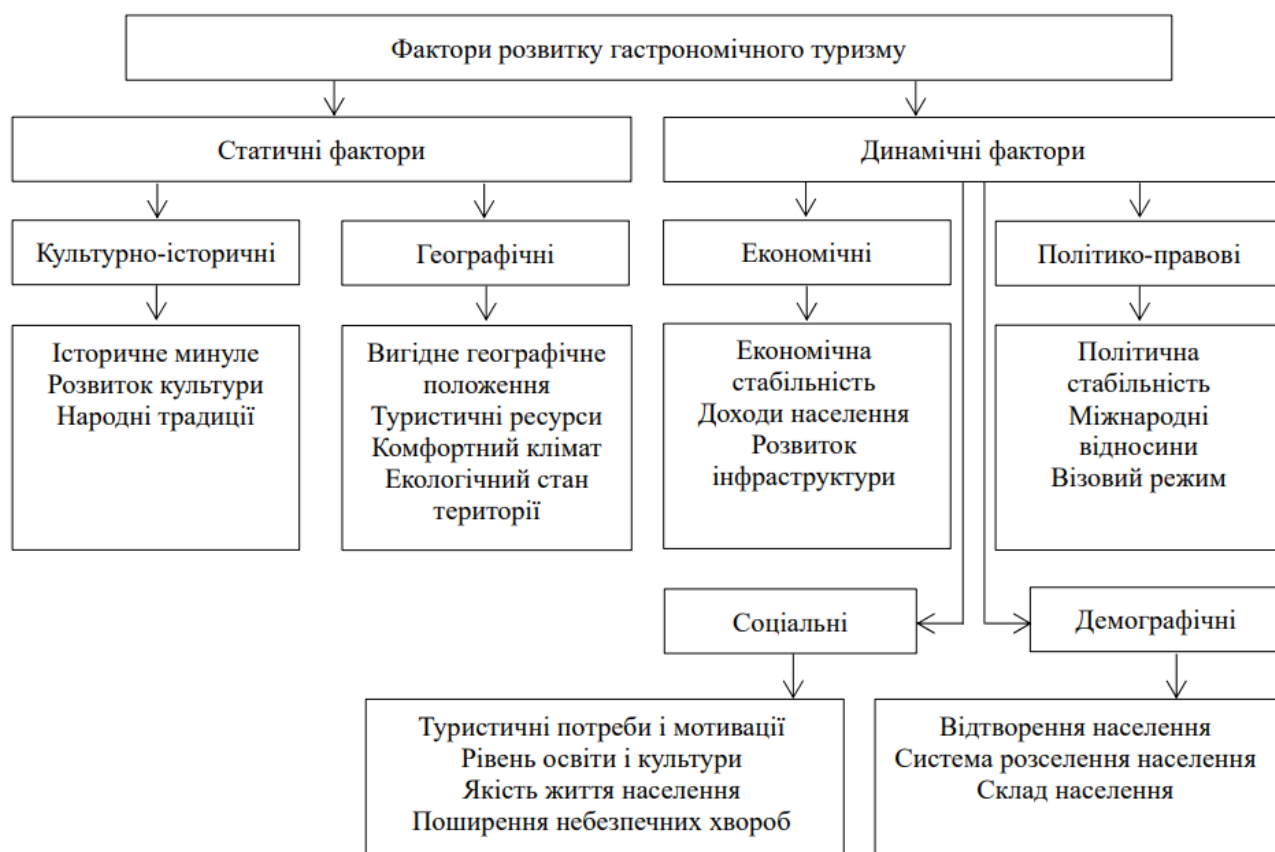 Фактори розвитку гастрономічного туризму
Статичні фактори
Динамічні фактори
Культурно-історичні
Географічні
Економічні
Політико-правові
Історичне минуле
Розвиток культури
Народні традиції
Вигідне географічне
положення
Туристичні ресурси
Комфортний клімат
Екологічний стан
території
Економічна
стабільність
Доходи населення
Розвиток
інфраструктури
Політична
стабільність
Міжнародні
відносини
Візовий режим
Соціальні
Демографічні
Туристичні потреби і мотивації
Рівень освіти і культури
Якість життя населення
Поширення небезпечних хвороб
Відтворення населення
Система розселення населення
Склад населення